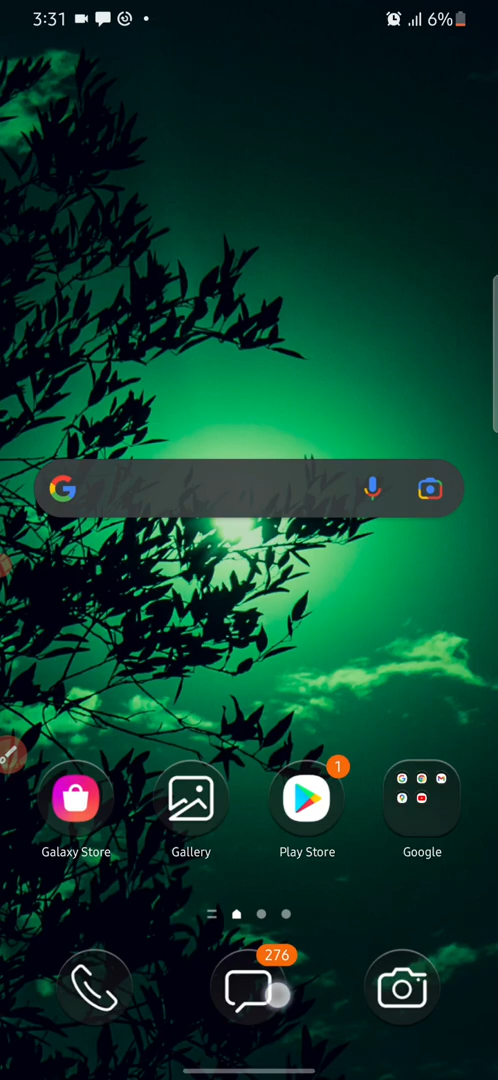 3:31
6%
1
Galaxy Store
Gallery
Play Store
Google
276